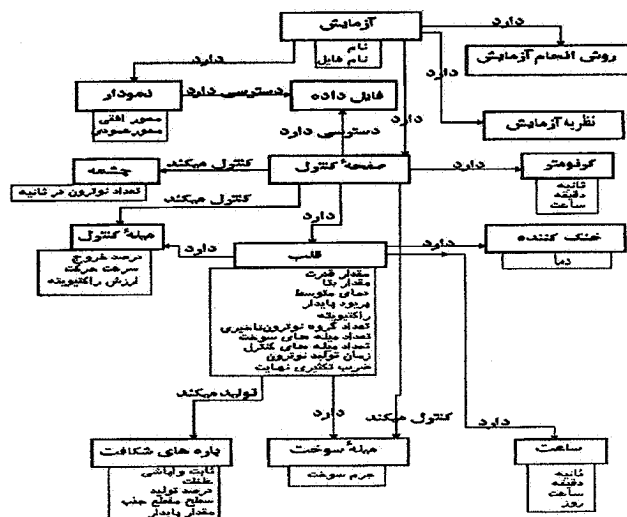 آزمایش
نام
نام فایل
دارد
دارد
دارد
دارد
دارد
روش انجام آزمایش
نظریه آزمایش
نمودار
محور افقی
محور عمودی
دسترسی دارد
فایل داده
دسترسی دارد
صفحهٔ کنترل
کنترل میکند
چشمه
تعداد نوترون در ثانیه
دارد
کرنومتر
ثانیه
دقیقه
ساعت
کنترل میکند
میلهٔ کنترل
درصد خروج
سرعت حرکت
ارزش راکتیویته
دارد
دارد
قلب
مقدار قدرت
مقدار بتا
دمای متوسط
پریود پایدار
راکتیویته
تعداد گروه نوترون تاخیری
تعداد میله های سوخت
تعداد میله های کنترل
زمان تولید نوترون
ضریب تکثیری نهایت
دارد
خنک کننده
دما
تولید میکند
دارد
کنترل میکند
دارد
پاره های شکافت
ثابت واپاشی
غلظت
درصد تولید
سطح مقطع جذب
مقدار پایدار
میلهٔ سوخت
جرم سوخت
ساعت
ثانیه
دقیقه
ساعت
روز